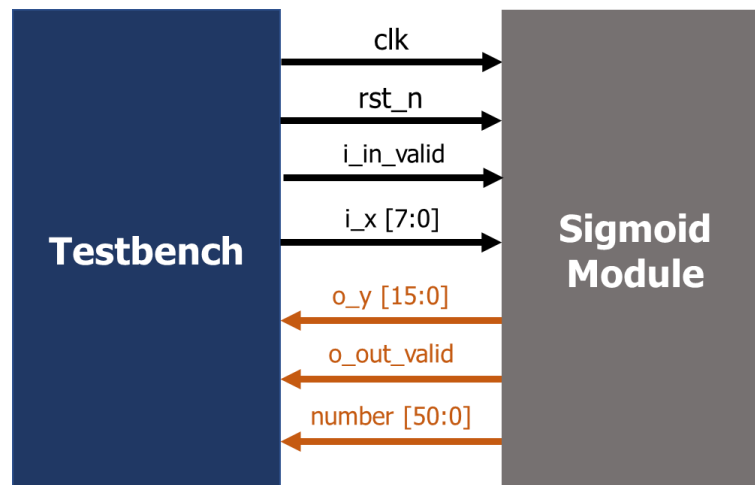 clk
rst_n
i_in_valid
i_x [7:0]
Testbench
Sigmoid
Module
o_y [15:0]
o_out_valid
number [50:0]